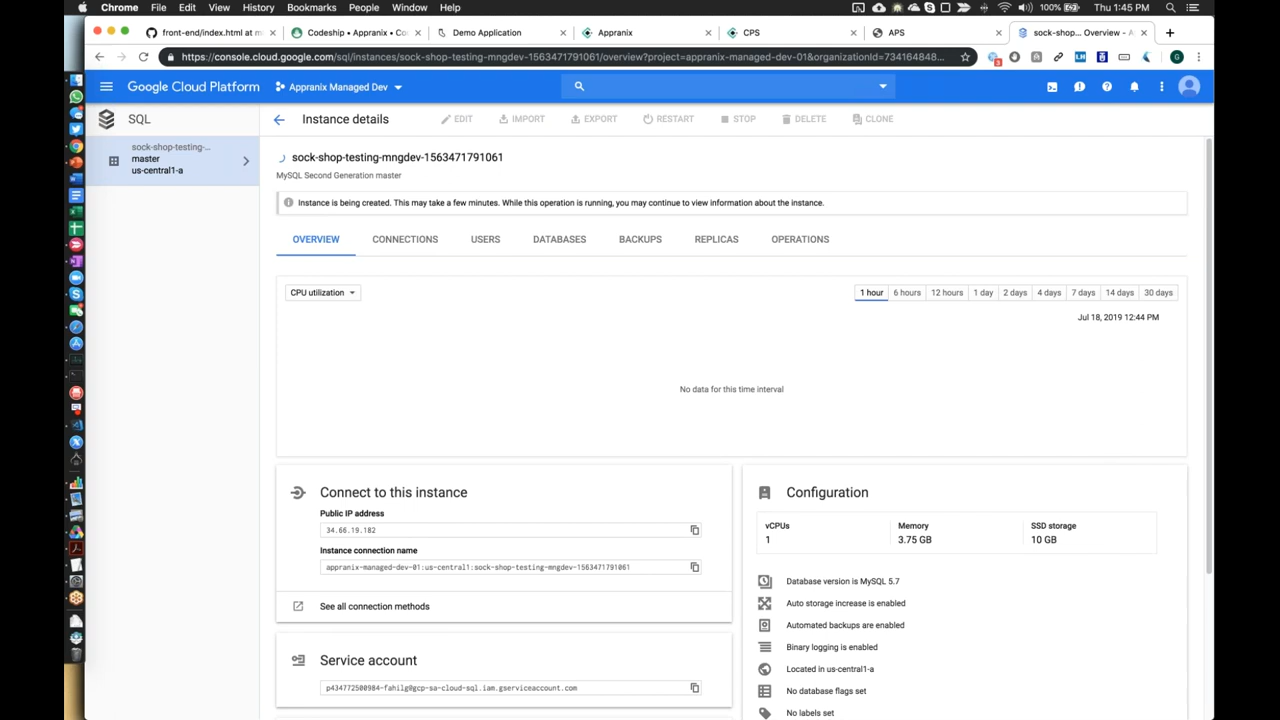 Chrome File Edit View History Bookmarks People Window Help
100% Thu 1:45 PM
front-end/index.html at m
Codeship • Appranix • Co
Demo Application
Appranix
CPS
APS
sock-shop... Overview - A
https://console.cloud.google.com/sql/instances/sock-shop-testing-mngdev-1563471791061/overview?project=appranix-managed-dev-01&organizationId=734164848...
Google Cloud Platform
Appranix Managed Dev
SQL
Instance details
EDIT
IMPORT
EXPORT
RESTART
STOP
DELETE
CLONE
sock-shop-testing-...
master
us-central1-a
sock-shop-testing-mngdev-1563471791061
MySQL Second Generation master
Instance is being created. This may take a few minutes. While this operation is running, you may continue to view information about the instance.
OVERVIEW CONNECTIONS USERS DATABASES BACKUPS REPLICAS OPERATIONS
CPU utilization
1 hour 6 hours 12 hours 1 day 2 days 4 days 7 days 14 days 30 days
Jul 18, 2019 12:44 PM
No data for this time interval
Connect to this instance
Public IP address
34.66.19.182
Instance connection name
appranix-managed-dev-01:us-central1:sock-shop-testing-mngdev-1563471791061
See all connection methods
Service account
p434772500984-fahilg@gcp-sa-cloud-sql.iam.gserviceaccount.com
Configuration
vCPUs Memory SSD storage
1 3.75 GB 10 GB
Database version is MySQL 5.7
Auto storage increase is enabled
Automated backups are enabled
Binary logging is enabled
Located in us-central1-a
No database flags set
No labels set